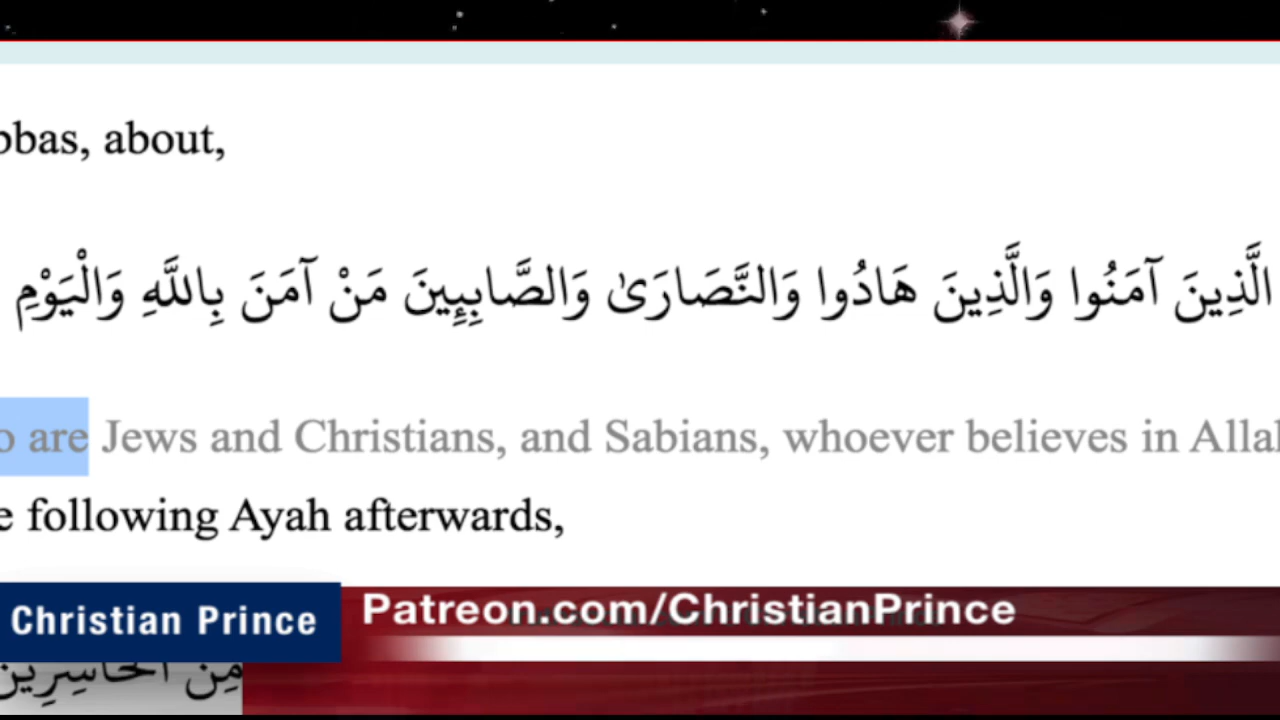 bbas, about,
الَّذِينَ آمَنُوا وَالَّذِينَ هَادُوا وَالنَّصَارَىٰ وَالصَّابِئِينَ مَنْ آمَنَ بِاللَّهِ وَالْيَوْمِ
o are Jews and Christians, and Sabians, whoever believes in Allah
e following Ayah afterwards,
Christian Prince
Patreon.com/ChristianPrince
مِنَ الْخَاسِرِينَ